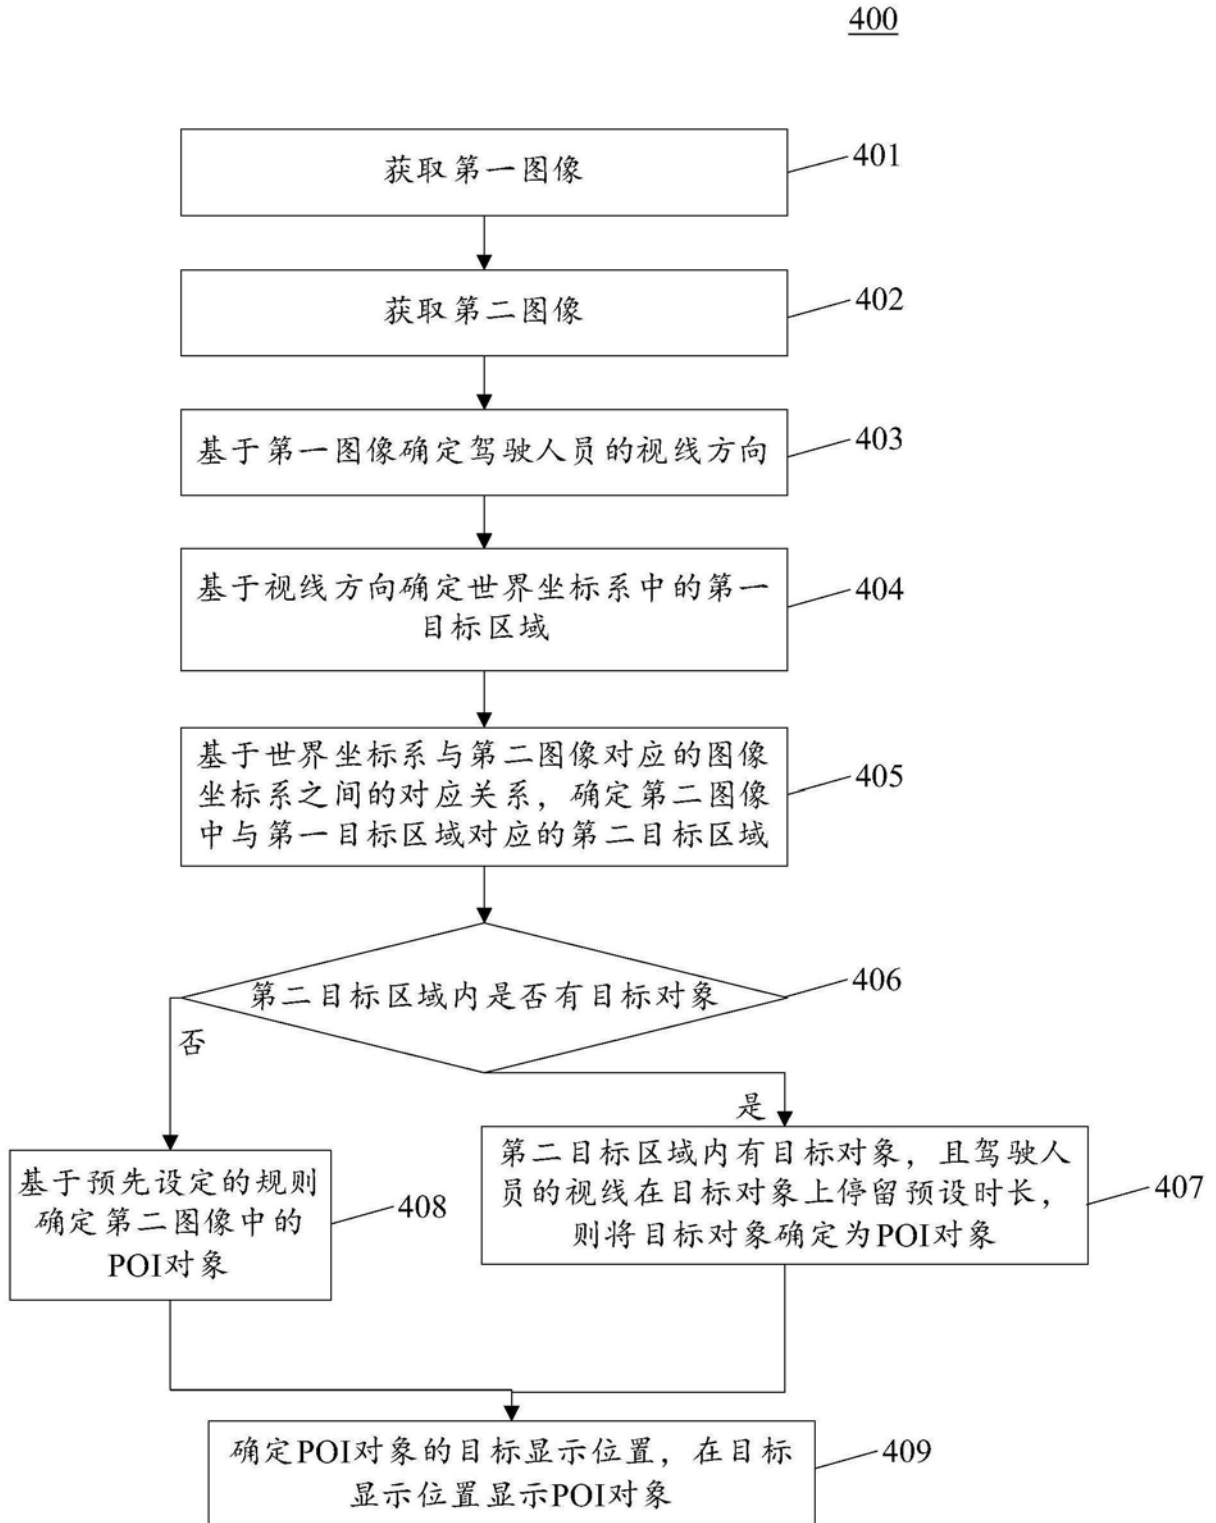 400
获取第一图像
401
获取第二图像
402
基于第一图像确定驾驶人员的视线方向
403
基于视线方向确定世界坐标系中的第一
目标区域
404
基于世界坐标系与第二图像对应的图像
坐标系之间的对应关系，确定第二图像
中与第一目标区域对应的第二目标区域
405
第二目标区域内是否有目标对象
406
否
是
基于预先设定的规则
确定第二图像中的
POI对象
408
第二目标区域内有目标对象，且驾驶人
员的视线在目标对象上停留预设时长，
则将目标对象确定为POI对象
407
确定POI对象的目标显示位置，在目标
显示位置显示POI对象
409